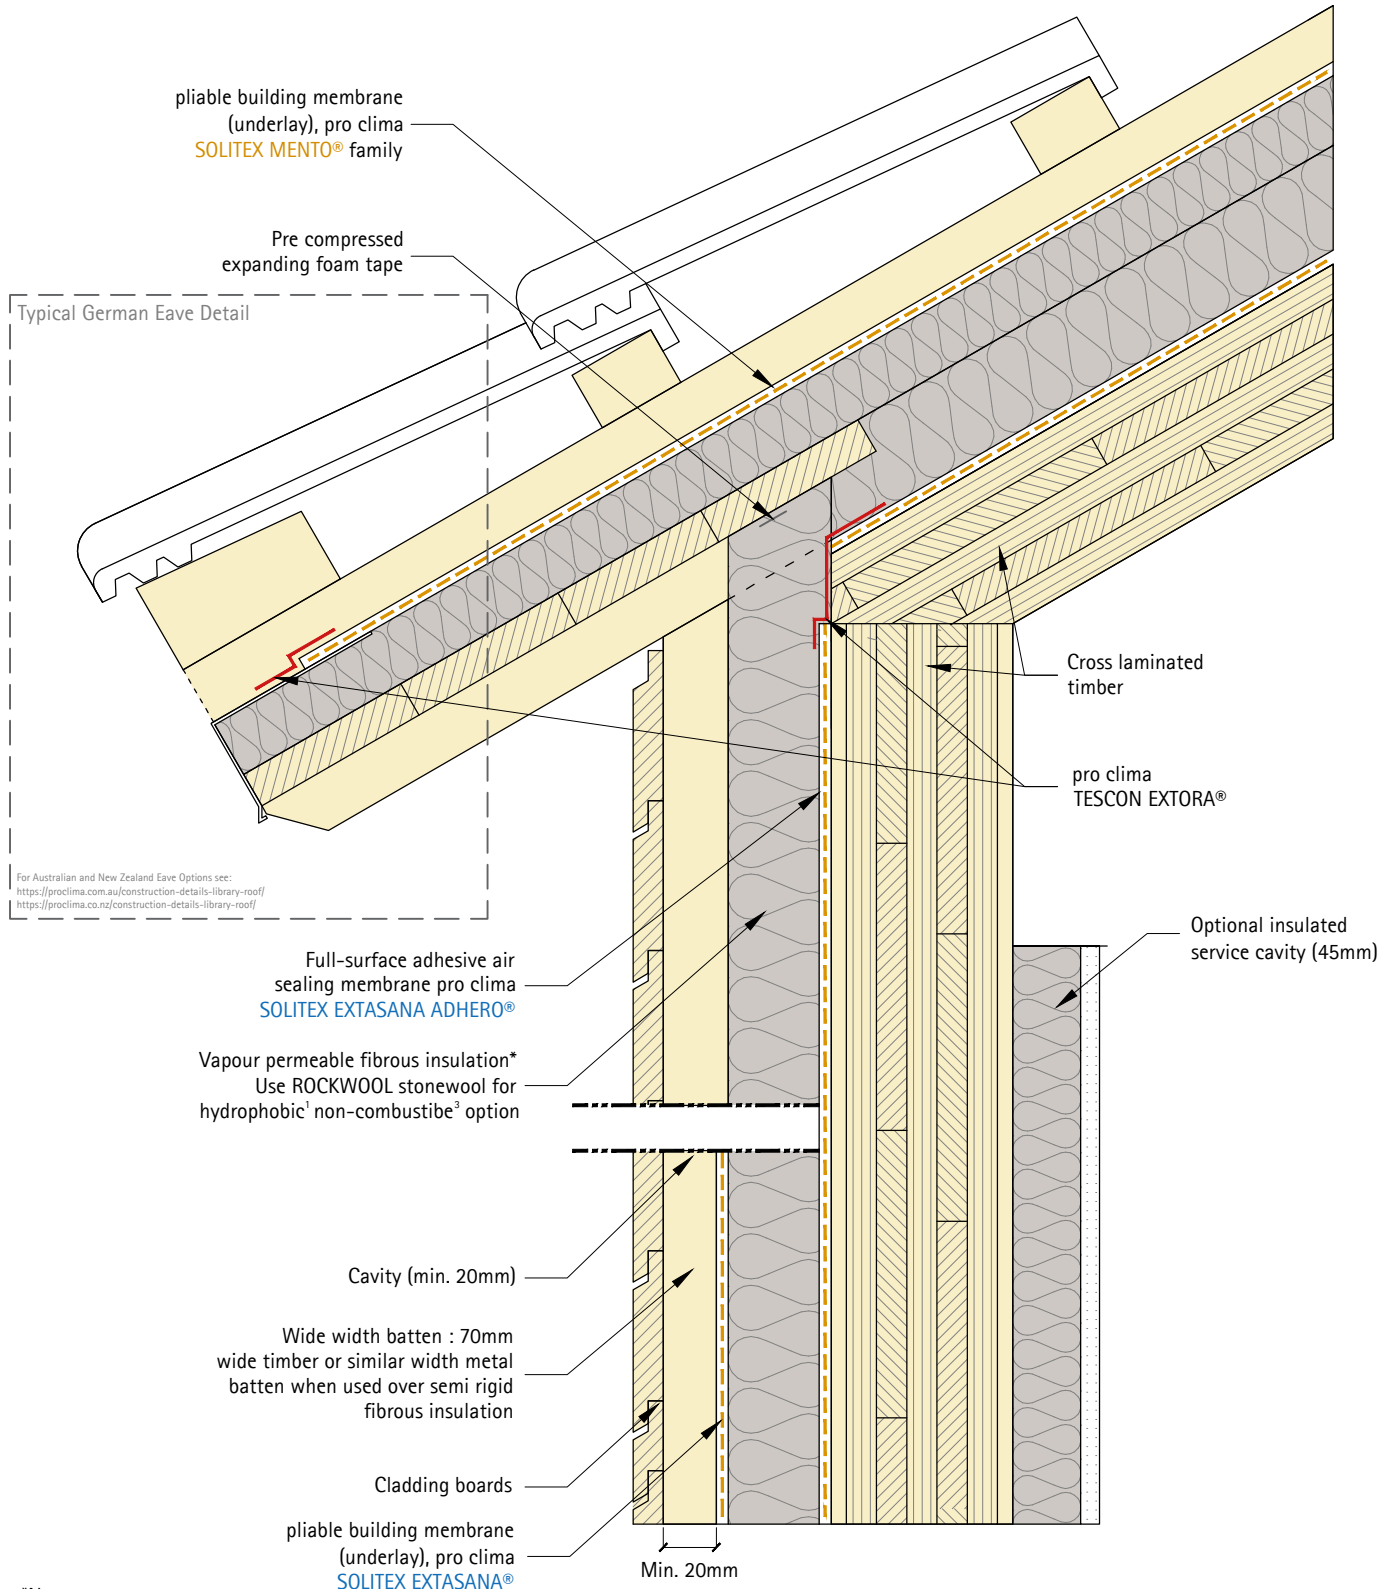 pliable building membrane
(underlay), pro clima
SOLITEX MENTO® family
Pre compressed
expanding foam tape
Typical German Eave Detail
For Australian and New Zealand Eave Options see:
https://proclima.com.au/construction-details-library-roof/
https://proclima.co.nz/construction-details-library-roof/
Cross laminated
timber
pro clima
TESCON EXTORA®
Optional insulated
service cavity (45mm)
Full-surface adhesive air
sealing membrane pro clima
SOLITEX EXTASANA ADHERO®
Vapour permeable fibrous insulation*
Use ROCKWOOL stonewool for
hydrophobic¹ non-combustibe³ option
Cavity (min. 20mm)
Wide width batten : 70mm
wide timber or similar width metal
batten when used over semi rigid
fibrous insulation
Cladding boards
pliable building membrane
(underlay), pro clima
SOLITEX EXTASANA®
Min. 20mm